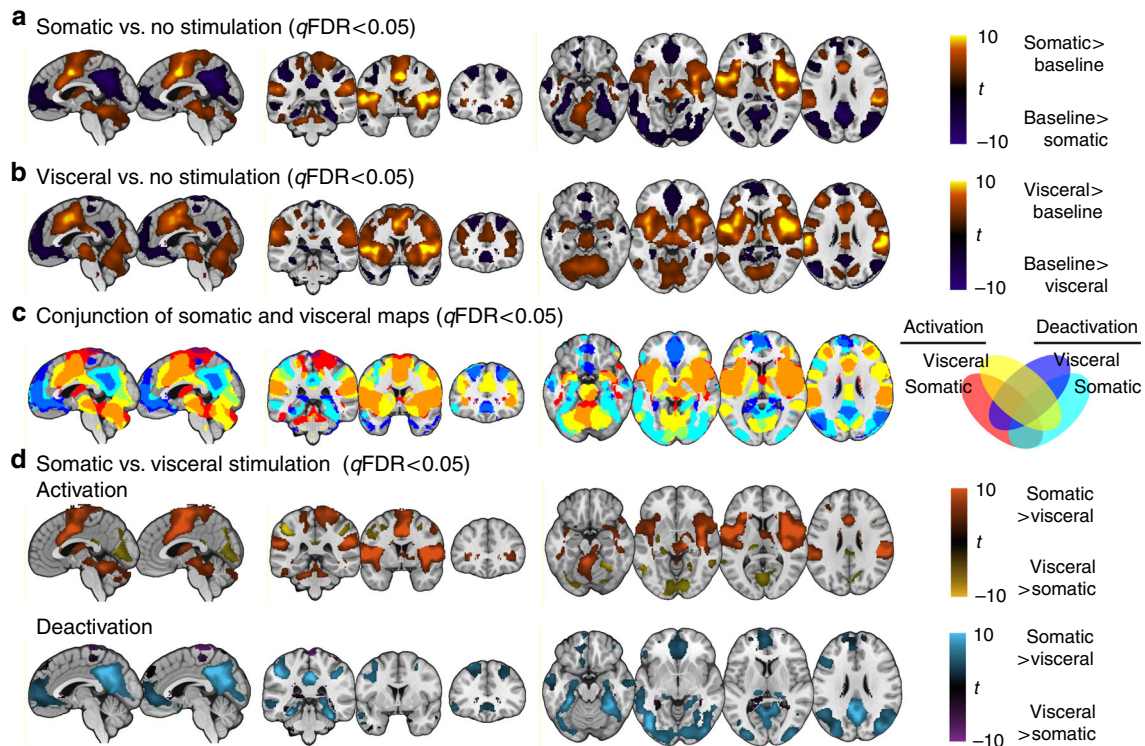 a Somatic vs. no stimulation (qFDR<0.05)
10
Somatic>
baseline
t
Baseline>
somatic
−10
b Visceral vs. no stimulation (qFDR<0.05)
10
Visceral>
baseline
t
Baseline>
visceral
−10
c Conjunction of somatic and visceral maps (qFDR<0.05)
Activation Deactivation
Visceral Visceral
Somatic Somatic
d Somatic vs. visceral stimulation (qFDR<0.05)
Activation
10
Somatic
>visceral
t
Visceral
>somatic
−10
Deactivation
10
Somatic
>visceral
t
Visceral
>somatic
−10